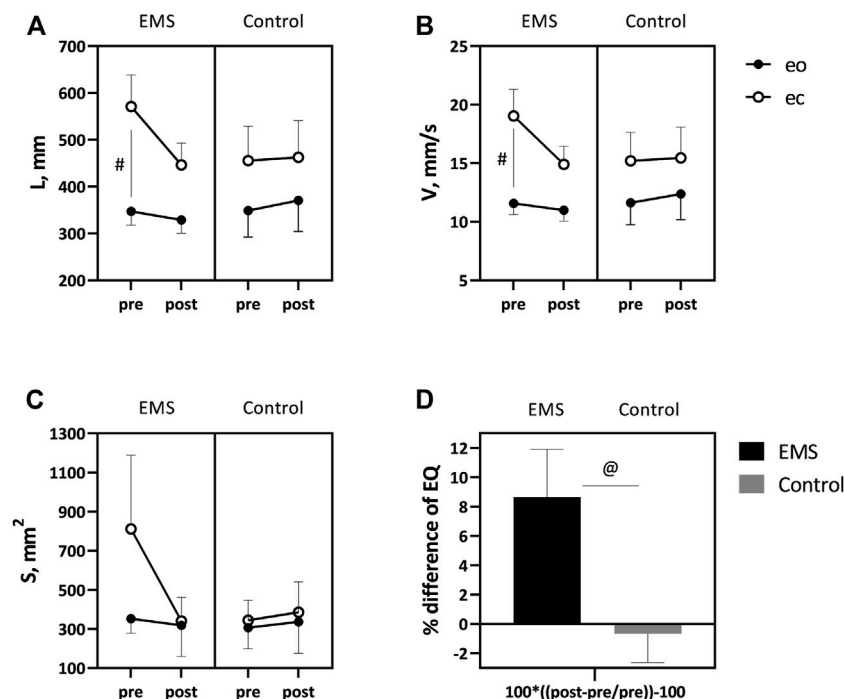 A EMS Control
700
600
500
400
300
200
L, mm
#
pre post pre post
B EMS Control
25
20
15
10
5
V, mm/s
#
pre post pre post
eo
ec
C EMS Control
1300
1100
900
700
500
300
100
S, mm²
pre post pre post
D EMS Control
12
10
8
6
4
2
0
-2
% difference of EQ
@
100*((post-pre/pre))-100
EMS
Control